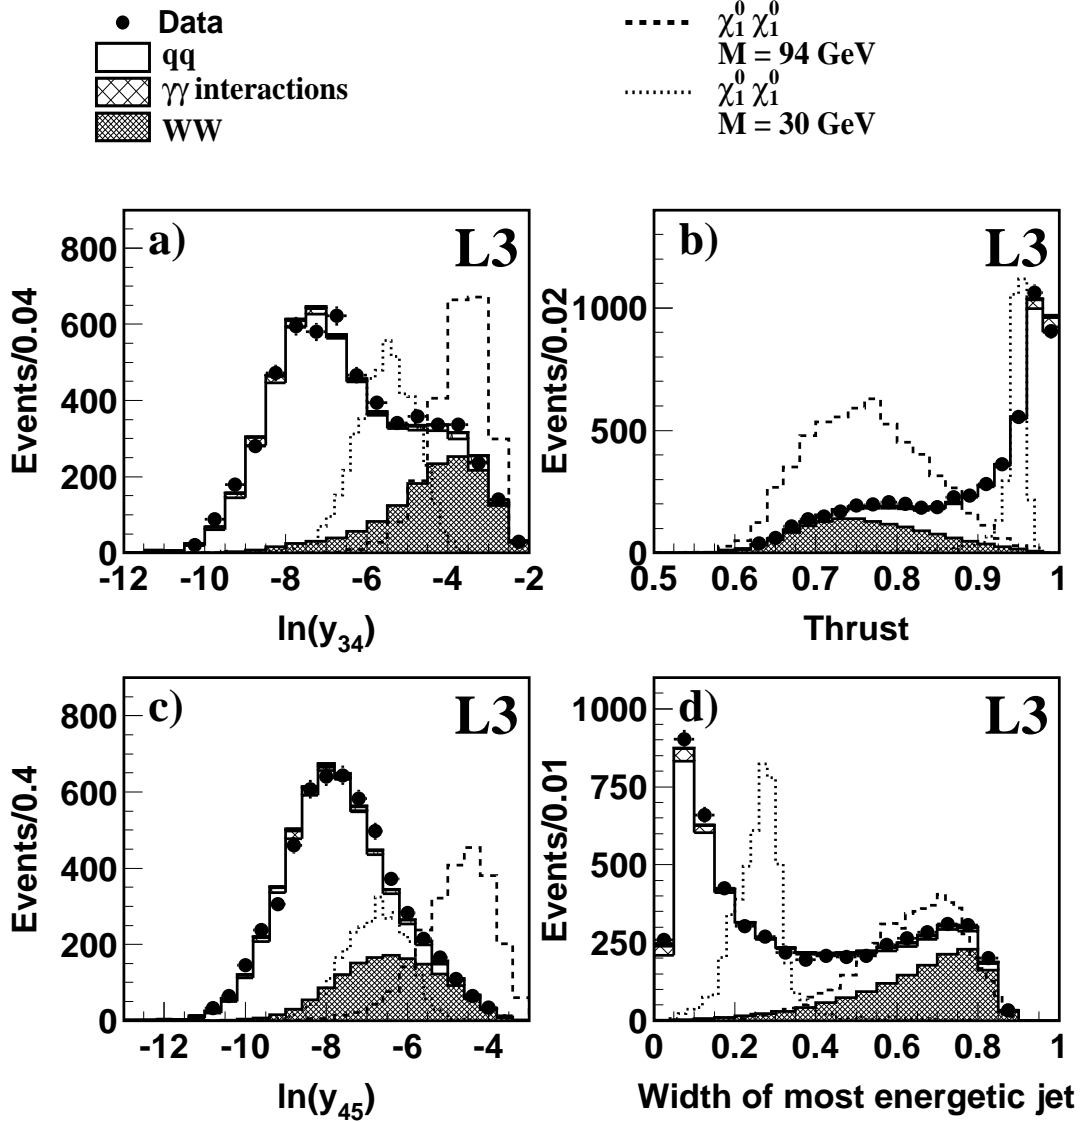 Data
qq
γγ interactions
WW
χ₁⁰ χ₁⁰
M = 94 GeV
χ₁⁰ χ₁⁰
M = 30 GeV
a)
L3
Events/0.04
0
200
400
600
800
-12
-10
-8
-6
-4
-2
ln(y₃₄)
b)
L3
Events/0.02
0
500
1000
0.5
0.6
0.7
0.8
0.9
1
Thrust
c)
L3
Events/0.4
0
200
400
600
800
-12
-10
-8
-6
-4
ln(y₄₅)
d)
L3
Events/0.01
0
250
500
750
1000
0
0.2
0.4
0.6
0.8
1
Width of most energetic jet